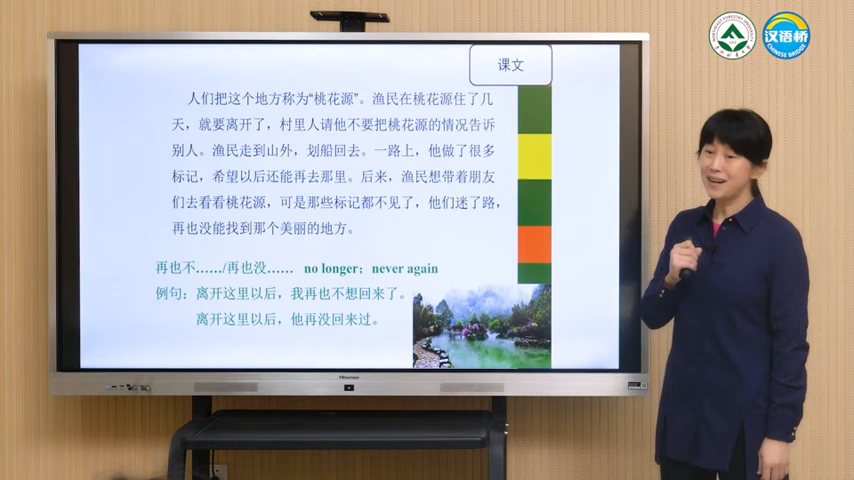 汉语桥
CHINESE BRIDGE
课文
人们把这个地方称为“桃花源”。渔民在桃花源住了几
天，就要离开了，村里人请他不要把桃花源的情况告诉
别人。渔民走到山外，划船回去。一路上，他做了很多
标记，希望以后还能再去那里。后来，渔民想带着朋友
们去看看桃花源，可是那些标记都不见了，他们迷了路，
再也没能找到那个美丽的地方。
再也不……/再也没…… no longer；never again
例句：离开这里以后，我再也不想回来了。
离开这里以后，他再没回来过。
Hisense